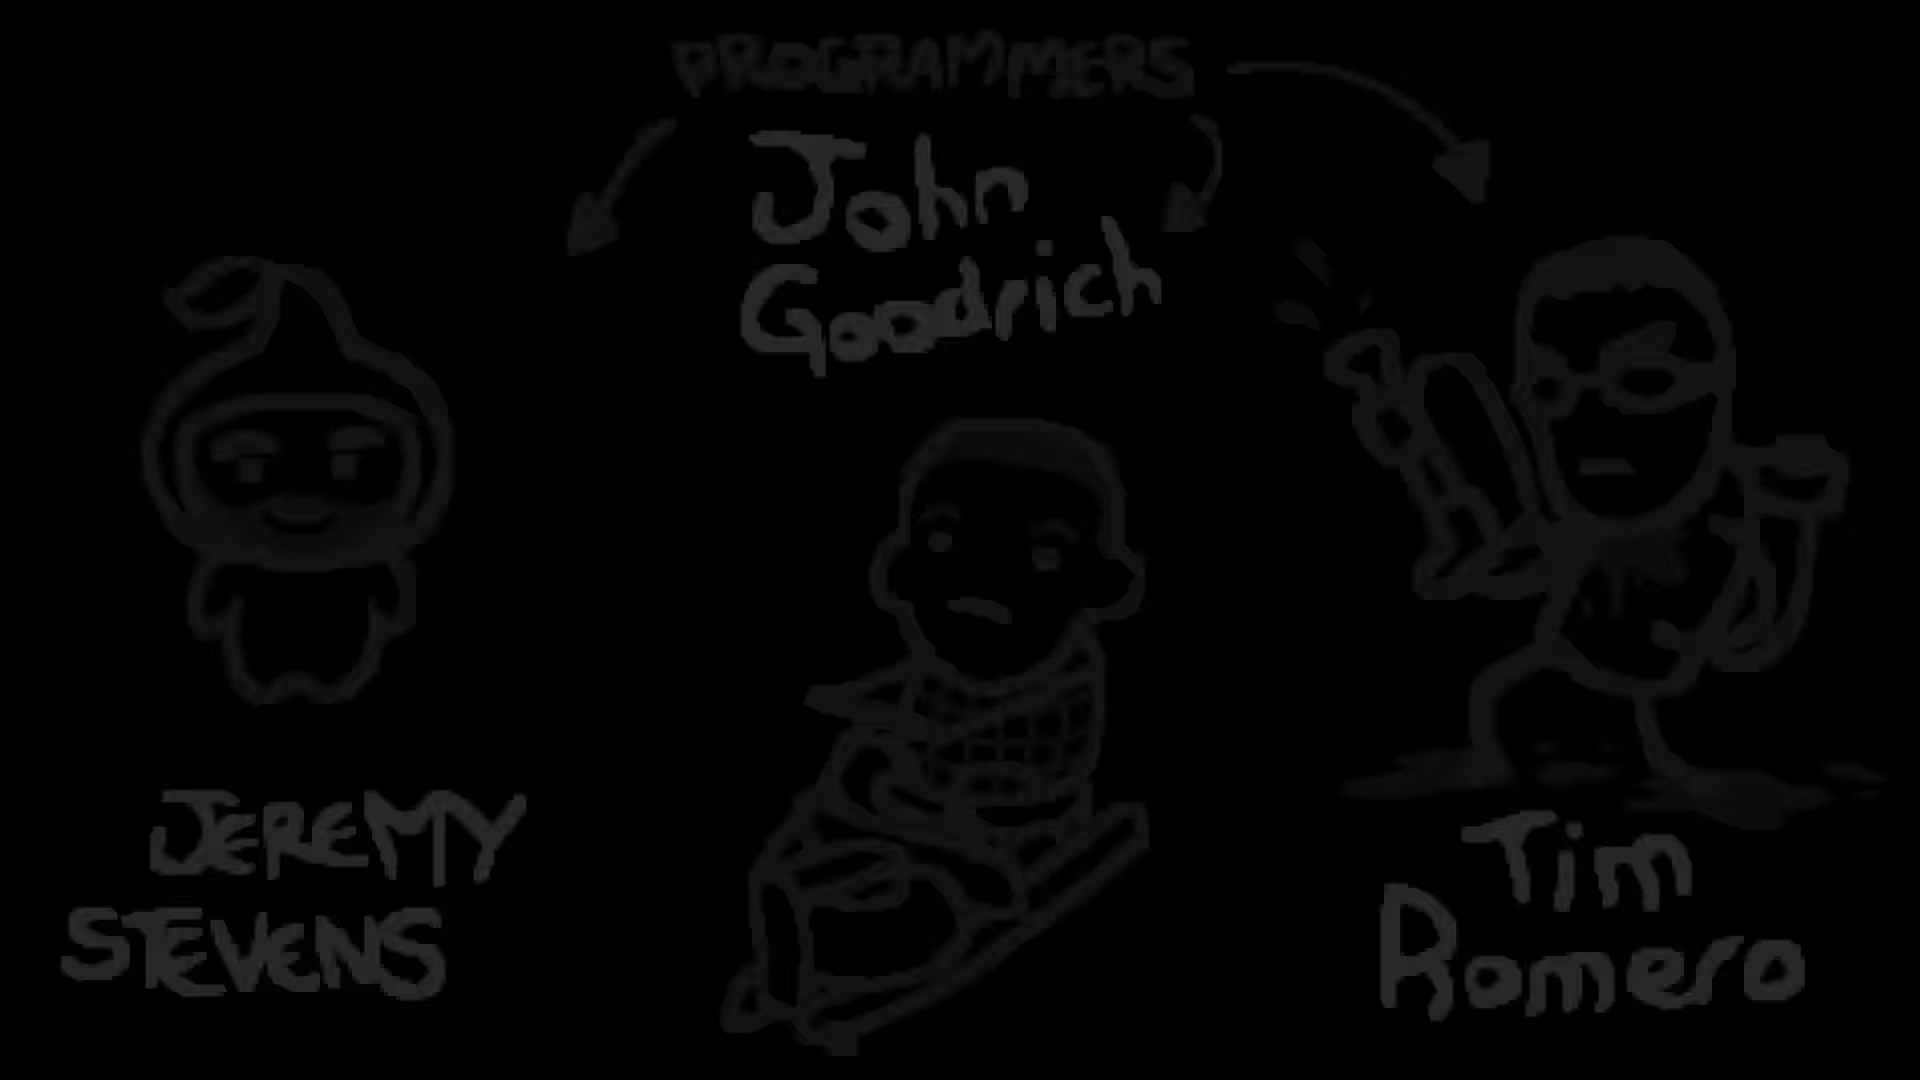 PROGRAMMERS
John
Goodrich
JEREMY
STEVENS
Tim
Romero